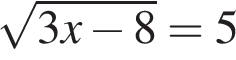 √3x − 8 = 5